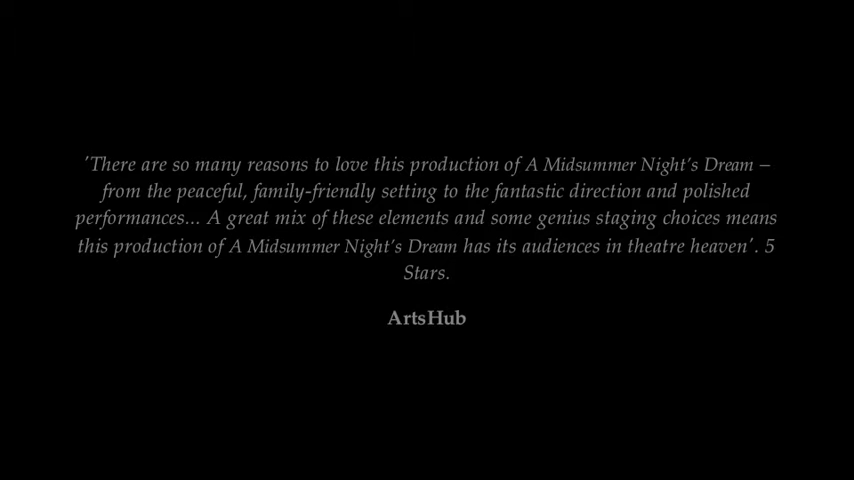 'There are so many reasons to love this production of A Midsummer Night's Dream –
from the peaceful, family-friendly setting to the fantastic direction and polished
performances... A great mix of these elements and some genius staging choices means
this production of A Midsummer Night's Dream has its audiences in theatre heaven'. 5
Stars.
ArtsHub